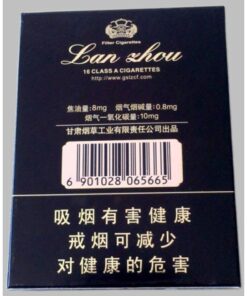 Filter Cigarettes
Lan zhou
16 CLASS A CIGARETTES
http://www.gslzcf.com
焦油量:8mg 烟气烟碱量:0.8mg
烟气一氧化碳量:10mg
甘肃烟草工业有限责任公司出品
6 901028 065665
吸烟有害健康
戒烟可减少
对健康的危害